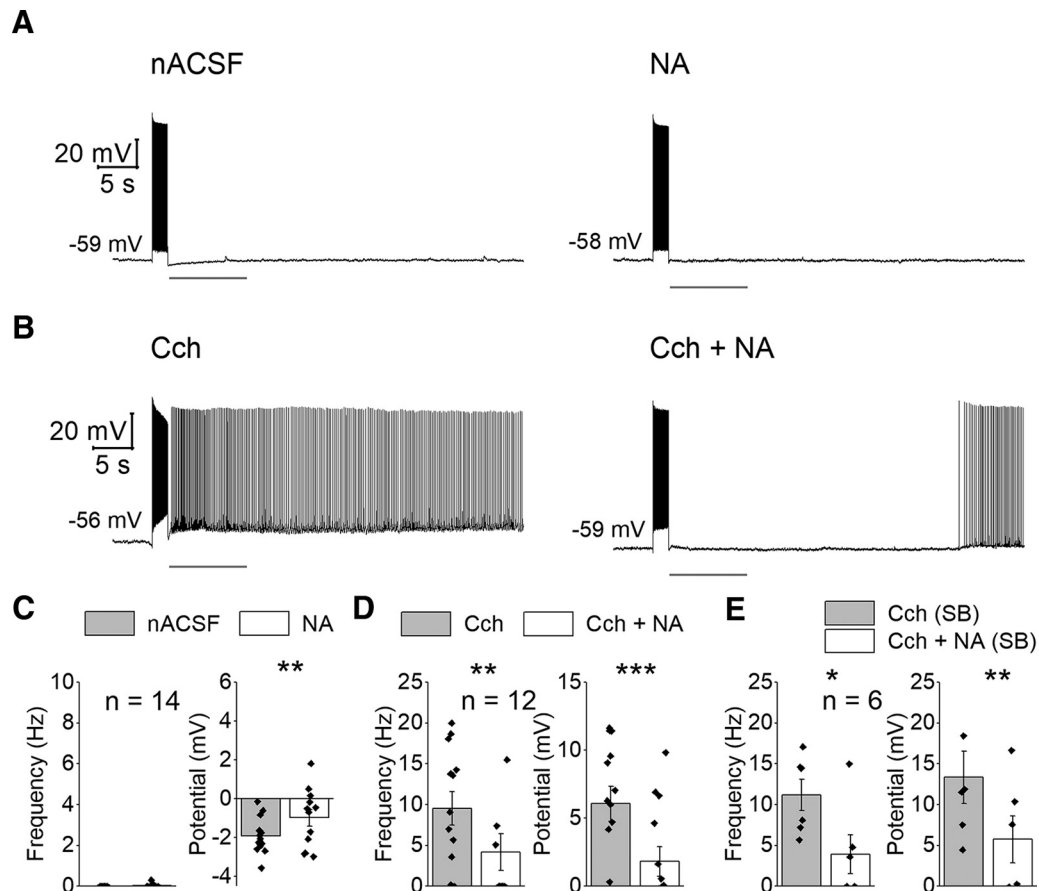 A
nACSF
NA
20 mV
5 s
-59 mV
-58 mV
B
Cch
Cch + NA
20 mV
5 s
-56 mV
-59 mV
C
nACSF
NA
D
Cch
Cch + NA
E
Cch (SB)
Cch + NA (SB)
Frequency (Hz)
10
8
6
4
2
0
n = 14
Potential (mV)
6
4
2
0
-2
-4
**
Frequency (Hz)
25
20
15
10
5
0
**
n = 12
Potential (mV)
15
10
5
0
***
Frequency (Hz)
25
20
15
10
5
0
*
n = 6
Potential (mV)
25
20
15
10
5
0
**